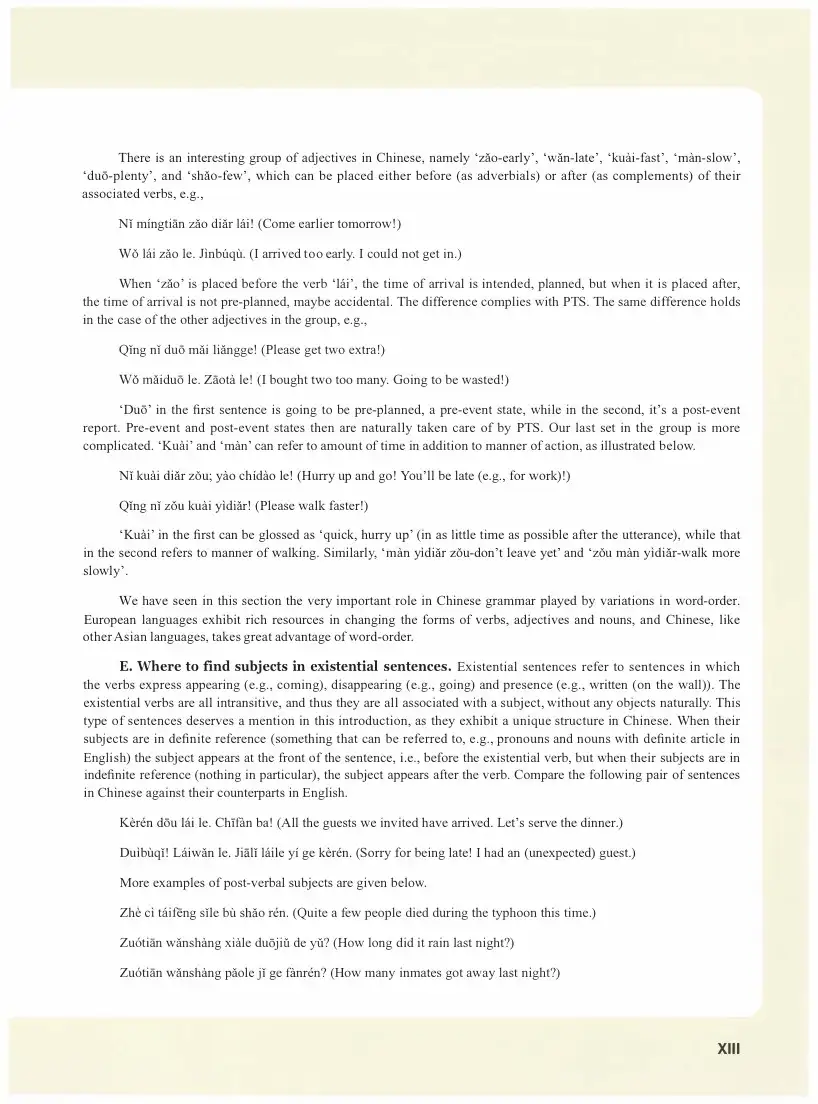 There is an interesting group of adjectives in Chinese, namely ‘zǎo-early’, ‘wǎn-late’, ‘kuài-fast’, ‘màn-slow’,
‘duō-plenty’, and ‘shǎo-few’, which can be placed either before (as adverbials) or after (as complements) of their
associated verbs, e.g.,
Nǐ míngtiān zǎo diǎr lái! (Come earlier tomorrow!)
Wǒ lái zǎo le. Jìnbúqù. (I arrived too early. I could not get in.)
When ‘zǎo’ is placed before the verb ‘lái’, the time of arrival is intended, planned, but when it is placed after,
the time of arrival is not pre-planned, maybe accidental. The difference complies with PTS. The same difference holds
in the case of the other adjectives in the group, e.g.,
Qǐng nǐ duō mǎi liǎngge! (Please get two extra!)
Wǒ mǎiduō le. Zāotà le! (I bought two too many. Going to be wasted!)
‘Duō’ in the first sentence is going to be pre-planned, a pre-event state, while in the second, it’s a post-event
report. Pre-event and post-event states then are naturally taken care of by PTS. Our last set in the group is more
complicated. ‘Kuài’ and ‘màn’ can refer to amount of time in addition to manner of action, as illustrated below.
Nǐ kuài diǎr zǒu; yào chídào le! (Hurry up and go! You’ll be late (e.g., for work)!)
Qǐng nǐ zǒu kuài yìdiǎr! (Please walk faster!)
‘Kuài’ in the first can be glossed as ‘quick, hurry up’ (in as little time as possible after the utterance), while that
in the second refers to manner of walking. Similarly, ‘màn yìdiǎr zǒu-don’t leave yet’ and ‘zǒu màn yìdiǎr-walk more
slowly’.
We have seen in this section the very important role in Chinese grammar played by variations in word-order.
European languages exhibit rich resources in changing the forms of verbs, adjectives and nouns, and Chinese, like
other Asian languages, takes great advantage of word-order.
E. Where to find subjects in existential sentences. Existential sentences refer to sentences in which
the verbs express appearing (e.g., coming), disappearing (e.g., going) and presence (e.g., written (on the wall)). The
existential verbs are all intransitive, and thus they are all associated with a subject, without any objects naturally. This
type of sentences deserves a mention in this introduction, as they exhibit a unique structure in Chinese. When their
subjects are in definite reference (something that can be referred to, e.g., pronouns and nouns with definite article in
English) the subject appears at the front of the sentence, i.e., before the existential verb, but when their subjects are in
indefinite reference (nothing in particular), the subject appears after the verb. Compare the following pair of sentences
in Chinese against their counterparts in English.
Kèrén dōu lái le. Chīfàn ba! (All the guests we invited have arrived. Let’s serve the dinner.)
Duìbùqǐ! Láiwǎn le. Jiālǐ láile yí ge kèrén. (Sorry for being late! I had an (unexpected) guest.)
More examples of post-verbal subjects are given below.
Zhè cì táifēng sǐle bù shǎo rén. (Quite a few people died during the typhoon this time.)
Zuótiān wǎnshàng xiàle duōjiǔ de yǔ? (How long did it rain last night?)
Zuótiān wǎnshàng pǎole jǐ ge fànrén? (How many inmates got away last night?)
XIII